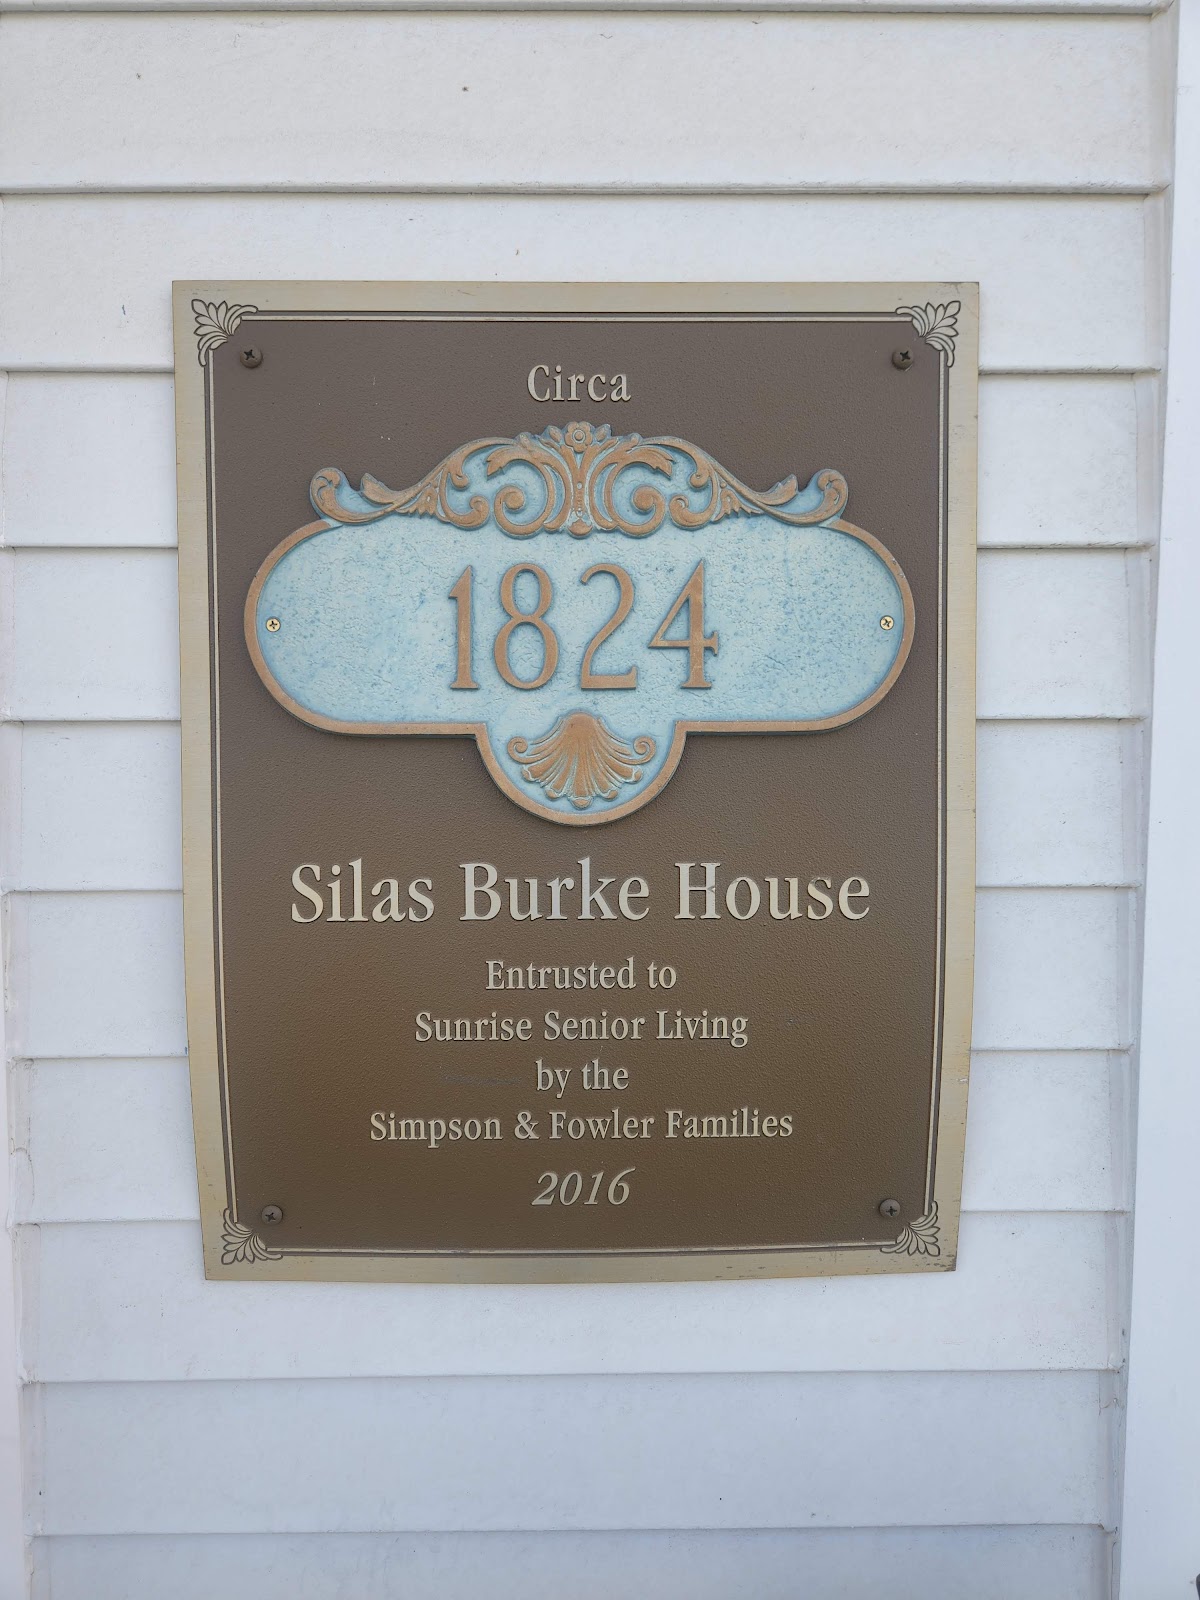 Circa
1824
Silas Burke House
Entrusted to
Sunrise Senior Living
by the
Simpson & Fowler Families
2016